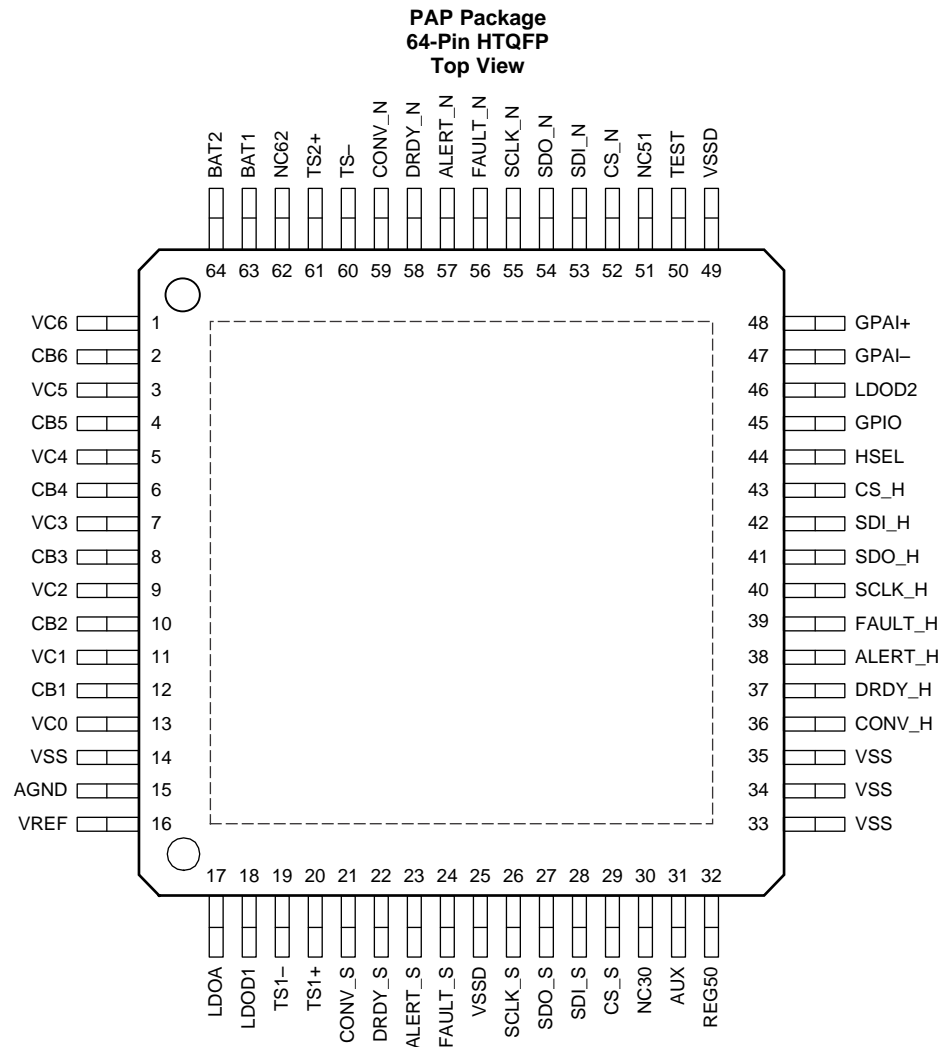 PAP Package
64-Pin HTQFP
Top View
BAT2
BAT1
NC62
TS2+
TS–
CONV_N
DRDY_N
ALERT_N
FAULT_N
SCLK_N
SDO_N
SDI_N
CS_N
NC51
TEST
VSSD
64 63 62 61 60 59 58 57 56 55 54 53 52 51 50 49
VC6 1
CB6 2
VC5 3
CB5 4
VC4 5
CB4 6
VC3 7
CB3 8
VC2 9
CB2 10
VC1 11
CB1 12
VC0 13
VSS 14
AGND 15
VREF 16
48 GPAI+
47 GPAI–
46 LDOD2
45 GPIO
44 HSEL
43 CS_H
42 SDI_H
41 SDO_H
40 SCLK_H
39 FAULT_H
38 ALERT_H
37 DRDY_H
36 CONV_H
35 VSS
34 VSS
33 VSS
17 18 19 20 21 22 23 24 25 26 27 28 29 30 31 32
LDOA
LDOD1
TS1–
TS1+
CONV_S
DRDY_S
ALERT_S
FAULT_S
VSSD
SCLK_S
SDO_S
SDI_S
CS_S
NC30
AUX
REG50